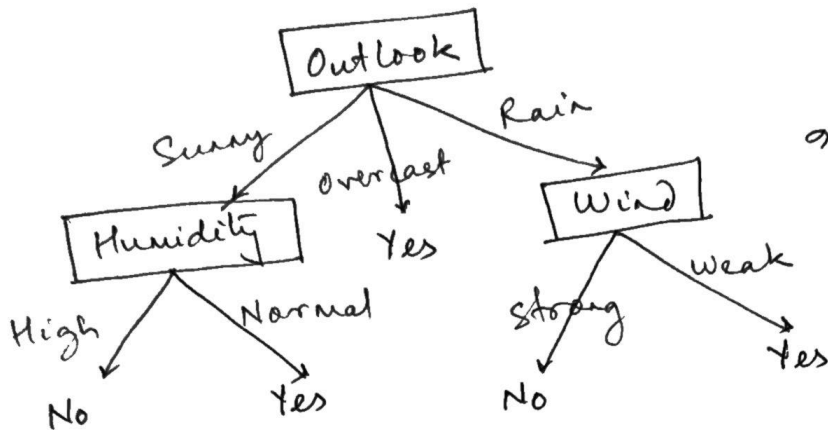 Outlook
Sunny Overcast Rain
Humidity Yes Wind
High Normal Strong Weak
No Yes No Yes